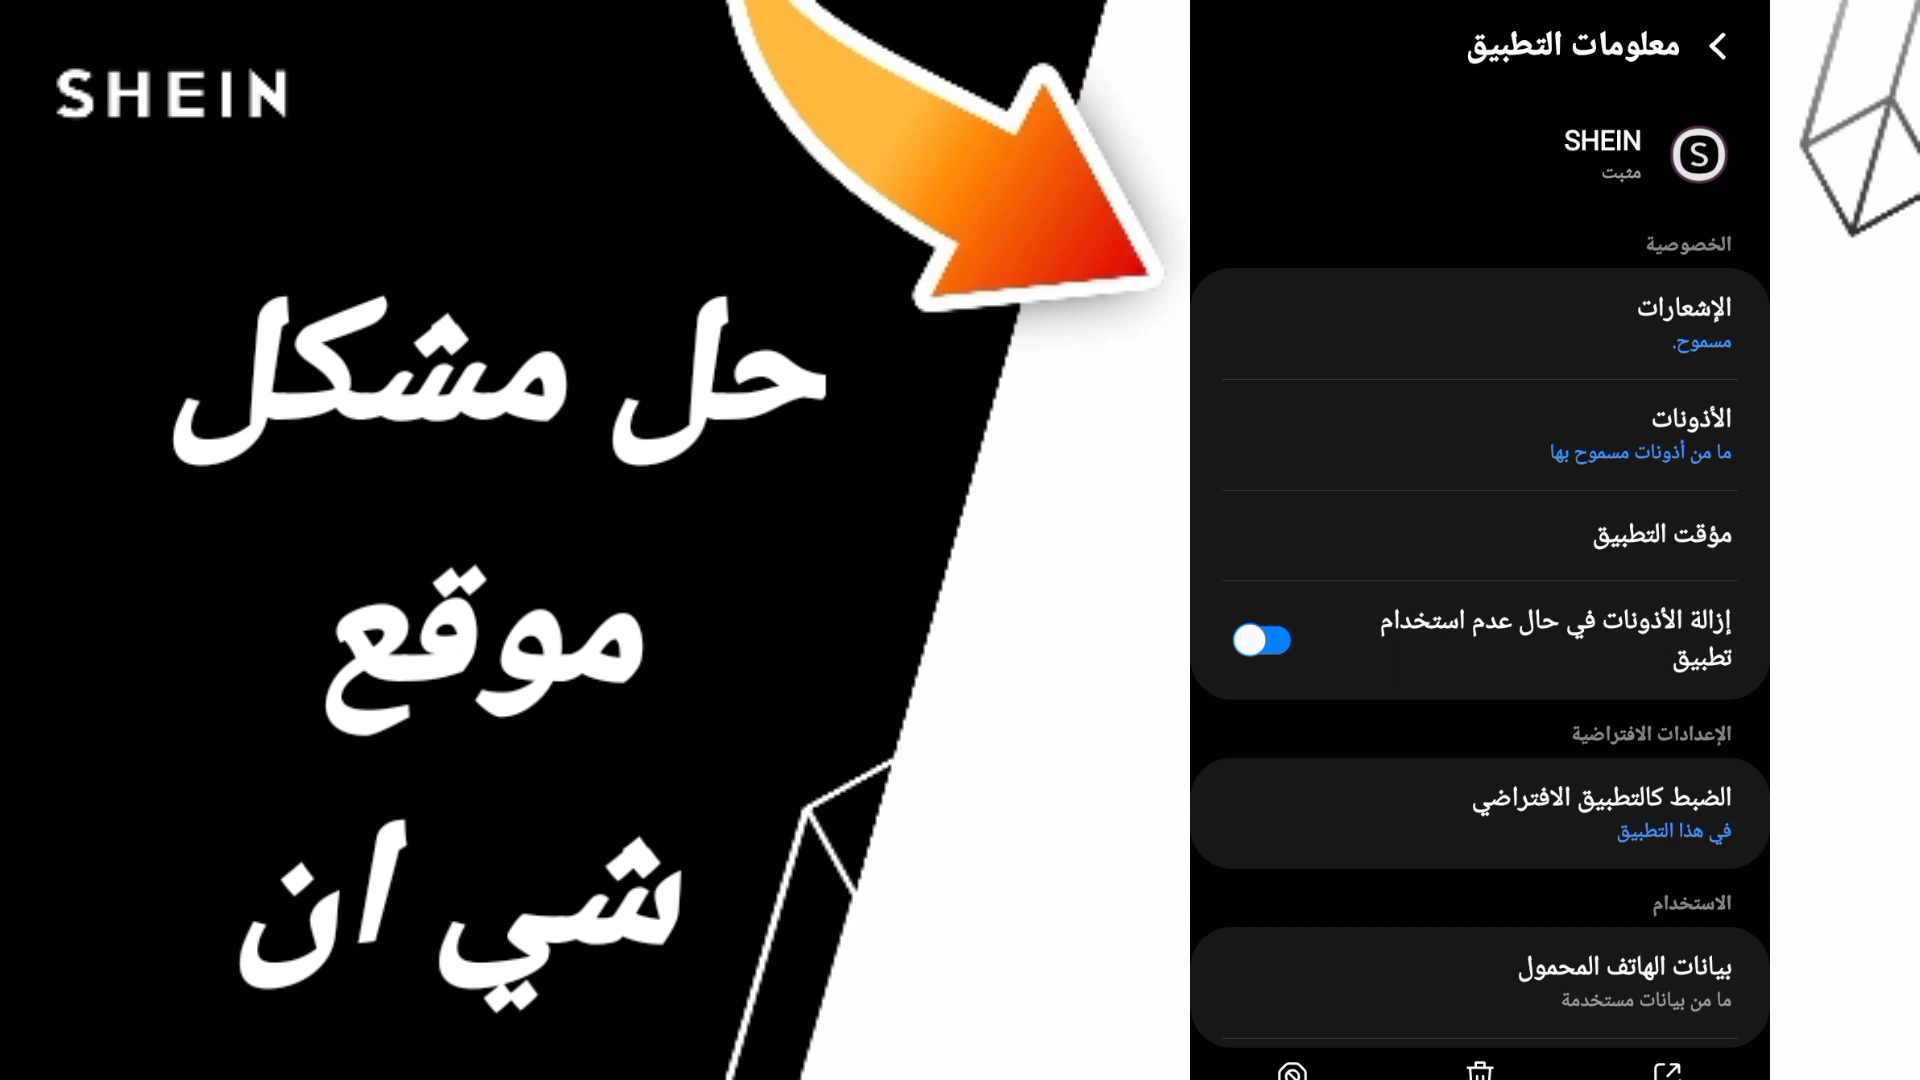 SHEIN
حل مشكل
موقع
شي ان
معلومات التطبيق
SHEIN
مثبت
الخصوصية
الإشعارات
مسموح.
الأذونات
ما من أذونات مسموح بها
مؤقت التطبيق
إزالة الأذونات في حال عدم استخدام
تطبيق
الإعدادات الافتراضية
الضبط كالتطبيق الافتراضي
في هذا التطبيق
الاستخدام
بيانات الهاتف المحمول
ما من بيانات مستخدمة